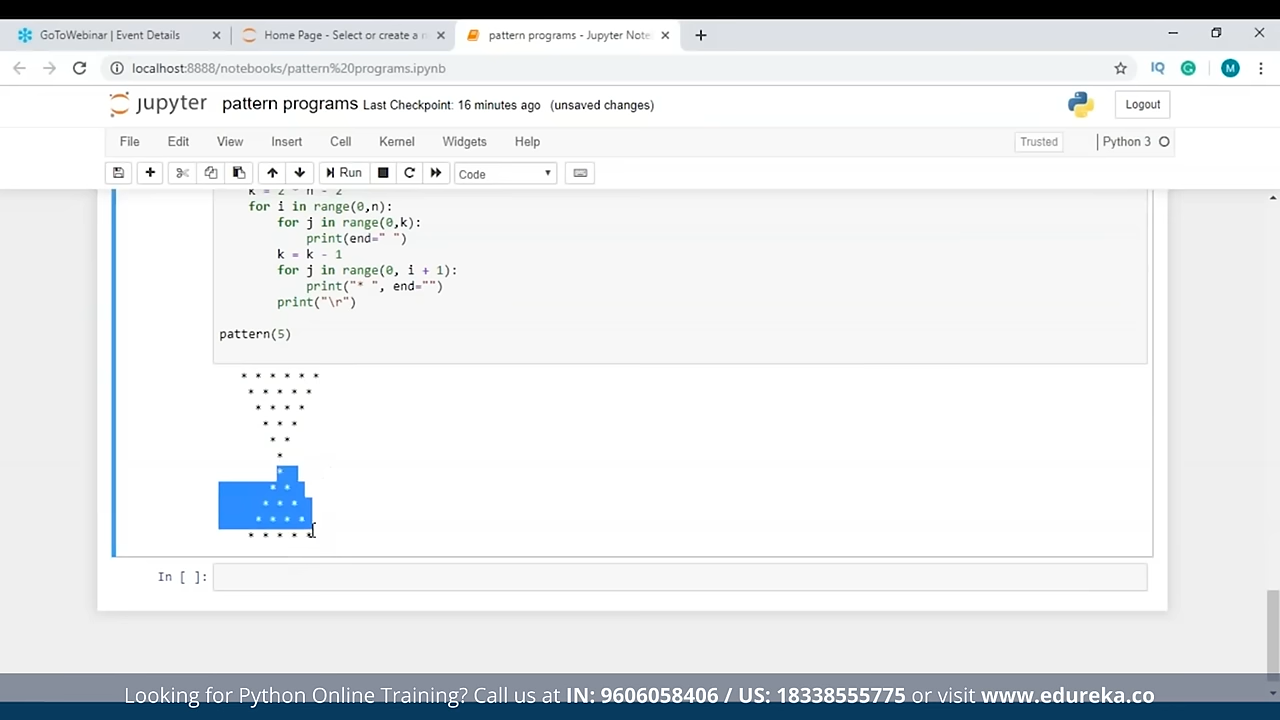 GoToWebinar | Event Details
Home Page - Select or create a n
pattern programs - Jupyter Note
localhost:8888/notebooks/pattern%20programs.ipynb
IQ
M
jupyter pattern programs Last Checkpoint: 16 minutes ago (unsaved changes)
Logout
File Edit View Insert Cell Kernel Widgets Help
Trusted
Python 3
Run
Code
k = 2 * n - 2
for i in range(0,n):
for j in range(0,k):
print(end=" ")
k = k - 1
for j in range(0, i + 1):
print("* ", end="")
print("\r")
pattern(5)
* * * * * *
* * * * *
* * * *
* * *
* *
*
*
* *
* * *
* * * *
* * * * *
In [ ]:
Looking for Python Online Training? Call us at IN: 9606058406 / US: 18338555775 or visit www.edureka.co